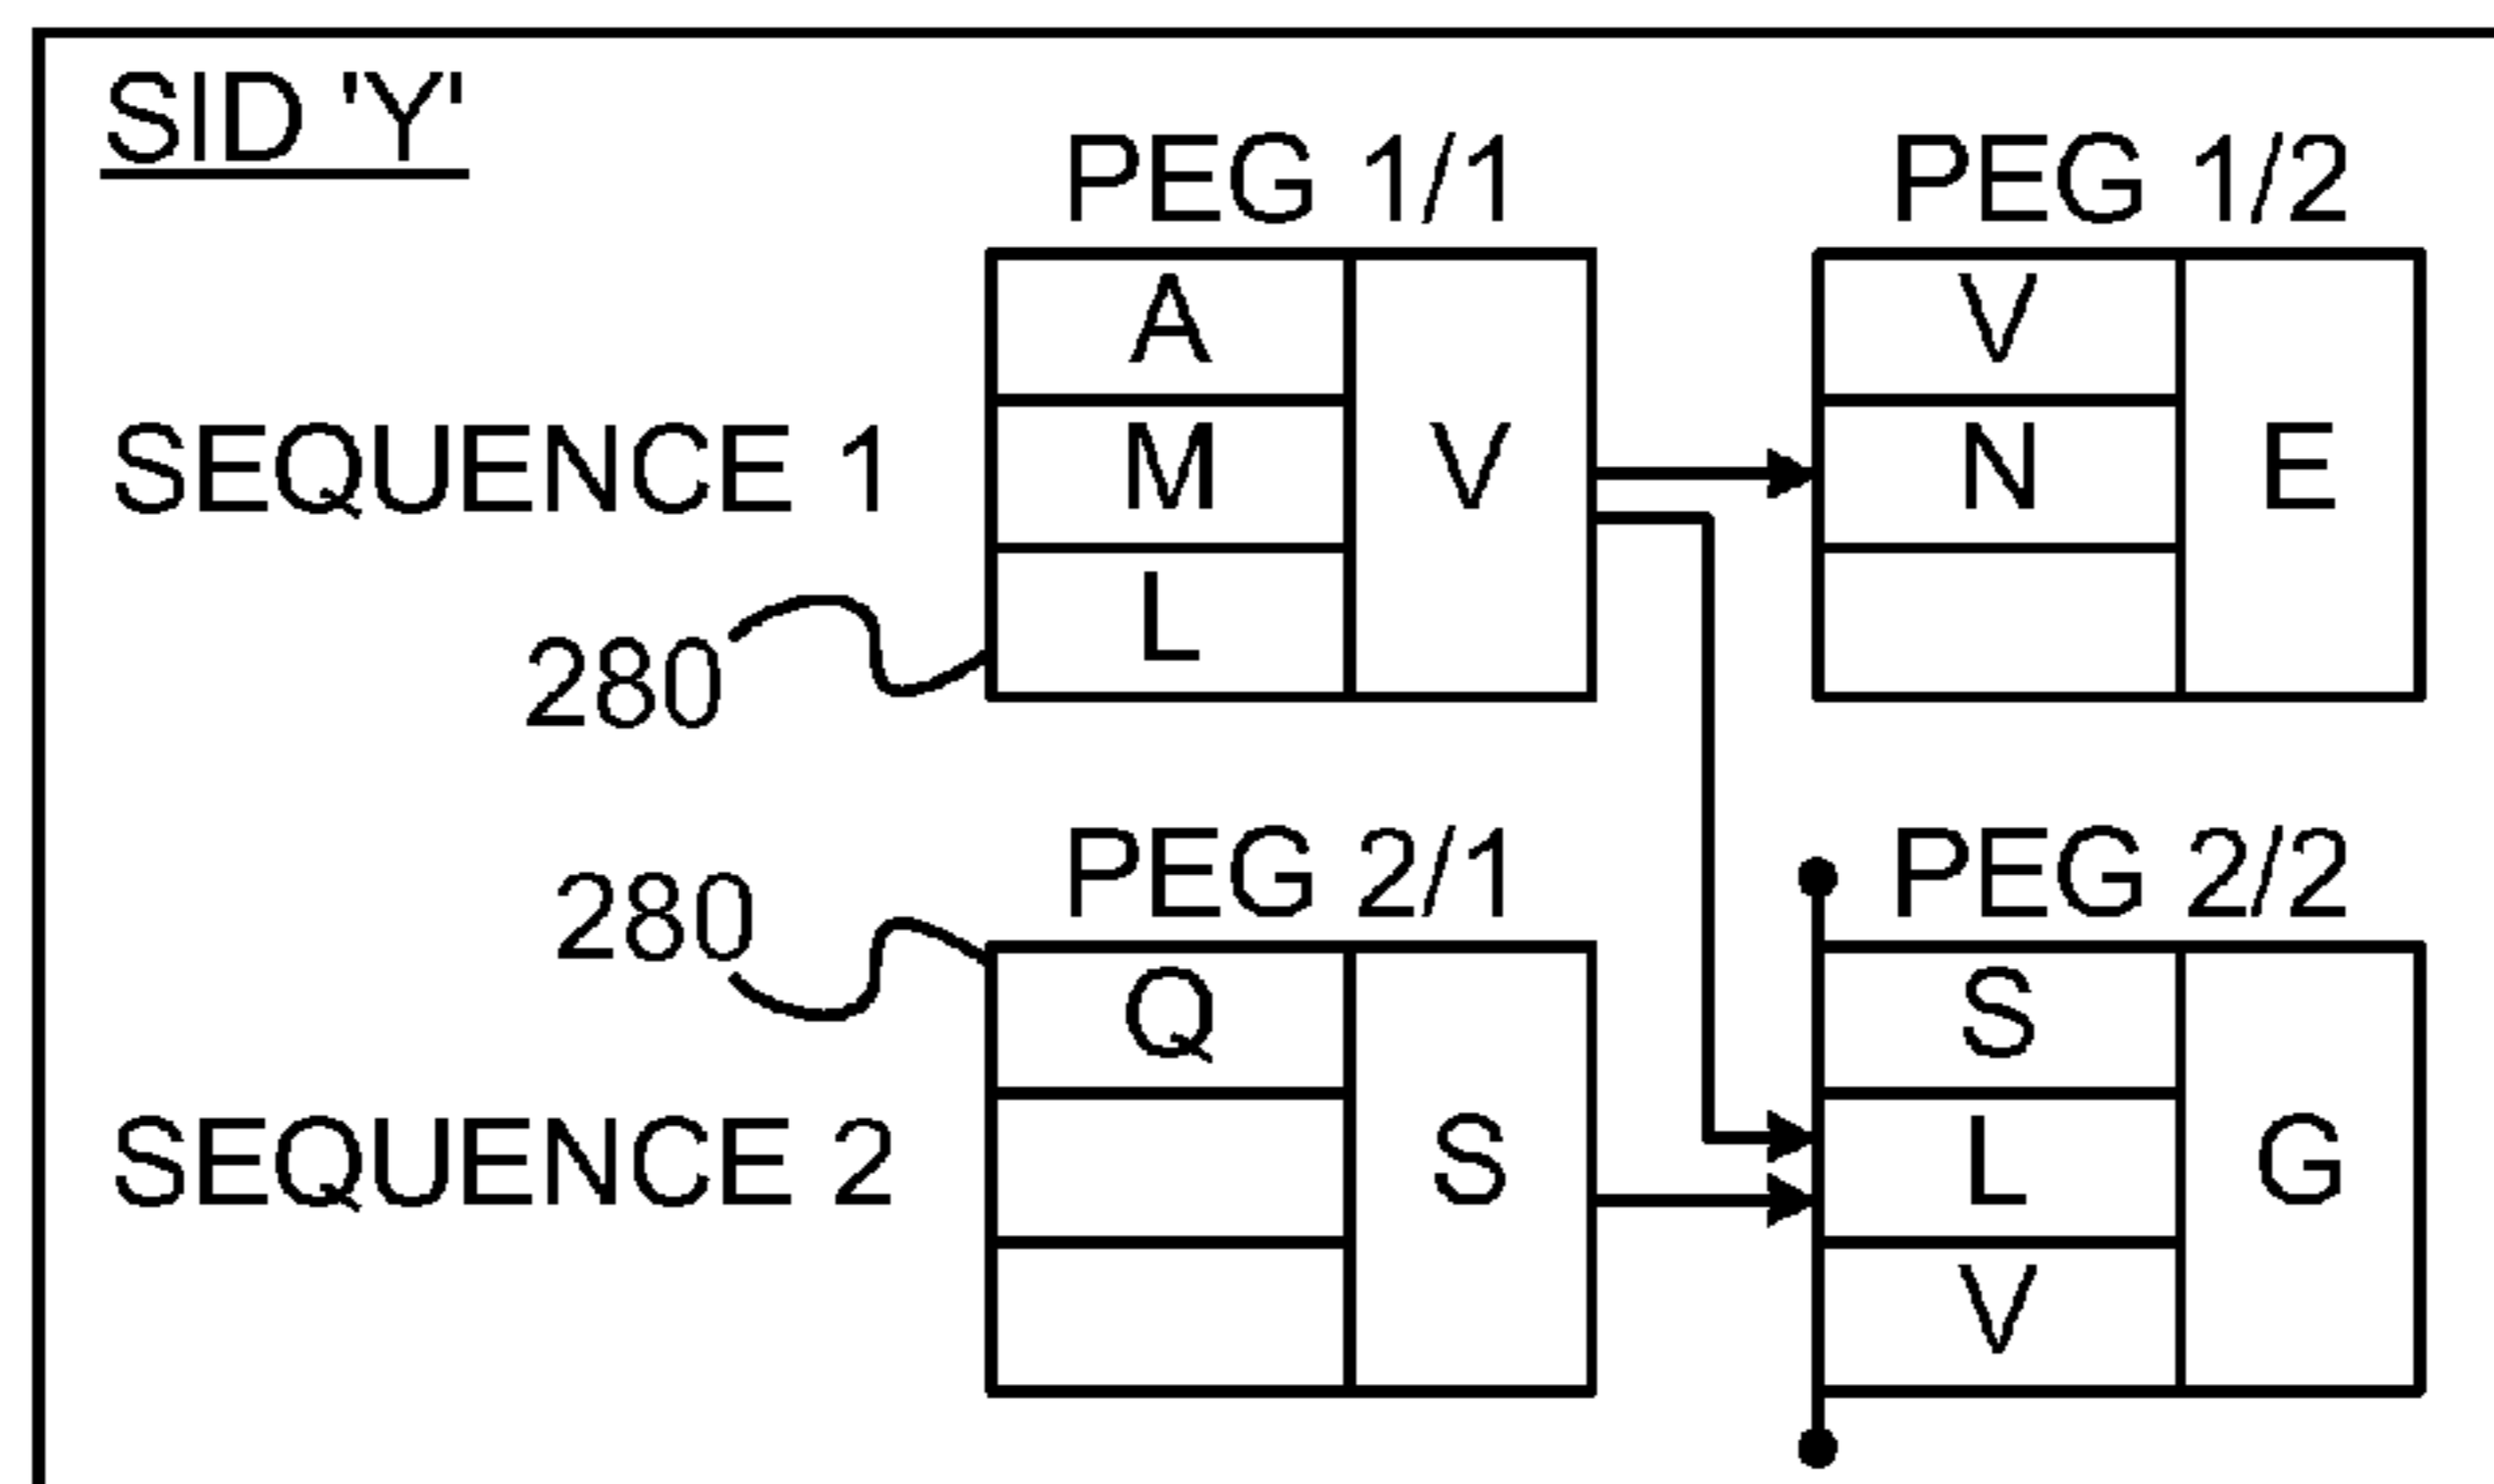 SID 'Y'
PEG 1/1
PEG 1/2
A
V
M
V
N
E
SEQUENCE 1
L
280
PEG 2/1
PEG 2/2
280
Q
S
SEQUENCE 2
S
L
G
V